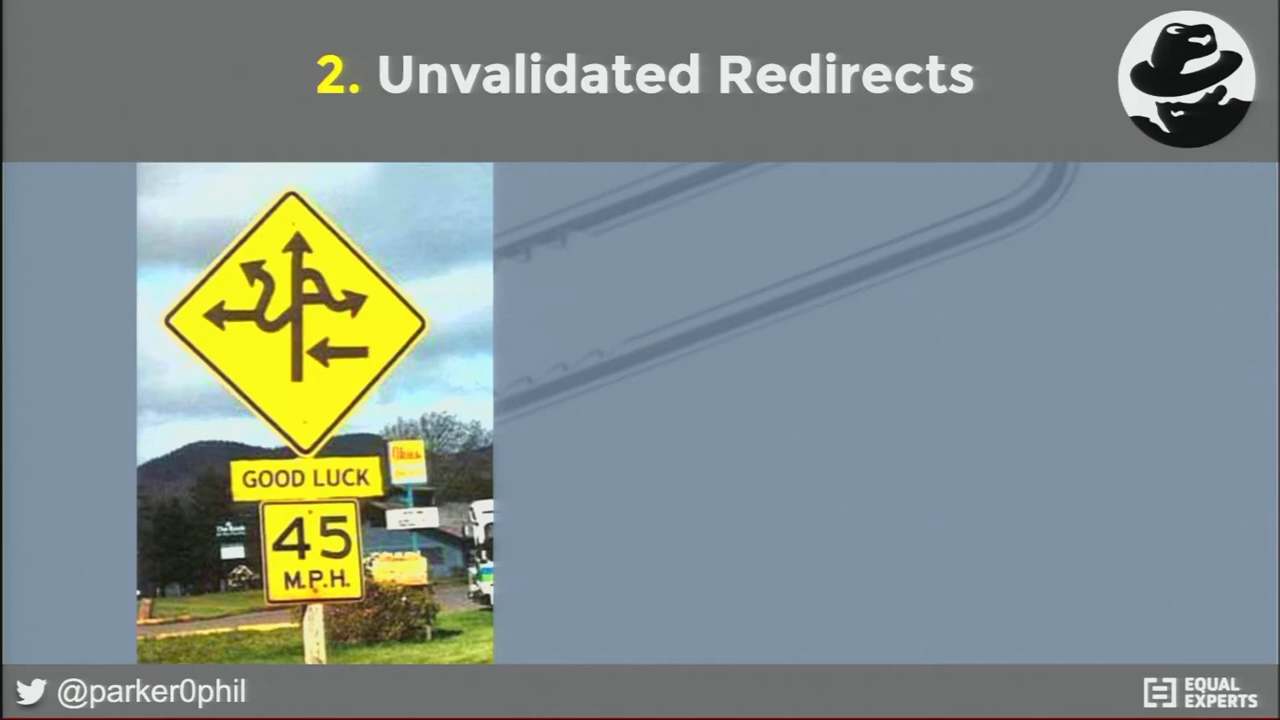 2. Unvalidated Redirects
GOOD LUCK
45
M.P.H.
@parker0phil
EQUAL
EXPERTS